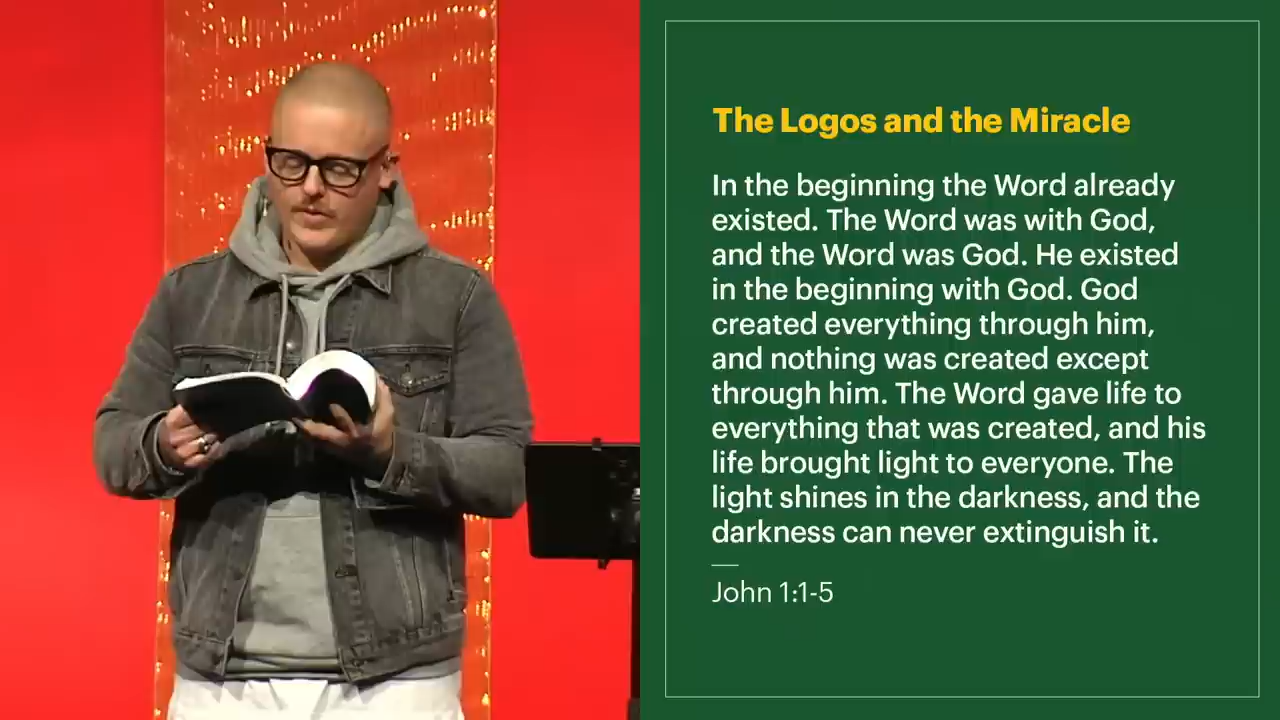 The Logos and the Miracle
In the beginning the Word already
existed. The Word was with God,
and the Word was God. He existed
in the beginning with God. God
created everything through him,
and nothing was created except
through him. The Word gave life to
everything that was created, and his
life brought light to everyone. The
light shines in the darkness, and the
darkness can never extinguish it.
John 1:1-5